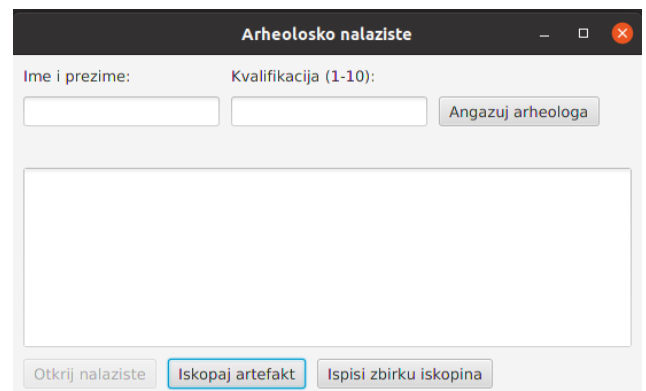 Arheolosko nalaziste
Ime i prezime: Kvalifikacija (1-10):
Angazuj arheologa
Otkrij nalaziste Iskopaj artefakt Ispisi zbirku iskopina